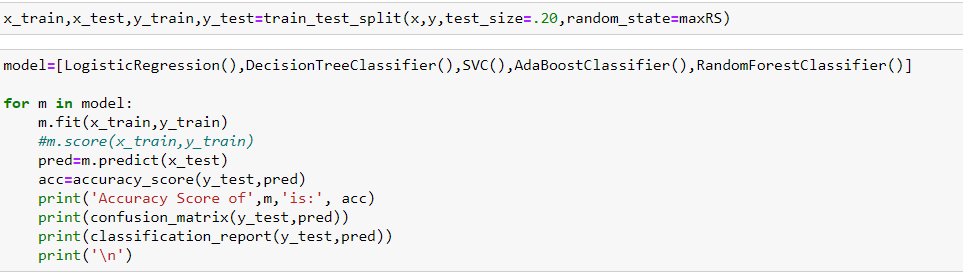 x_train,x_test,y_train,y_test=train_test_split(x,y,test_size=.20,random_state=maxRS)
model=[LogisticRegression(),DecisionTreeClassifier(),SVC(),AdaBoostClassifier(),RandomForestClassifier()]
for m in model:
    m.fit(x_train,y_train)
    #m.score(x_train,y_train)
    pred=m.predict(x_test)
    acc=accuracy_score(y_test,pred)
    print('Accuracy Score of',m,'is:', acc)
    print(confusion_matrix(y_test,pred))
    print(classification_report(y_test,pred))
    print('\n')